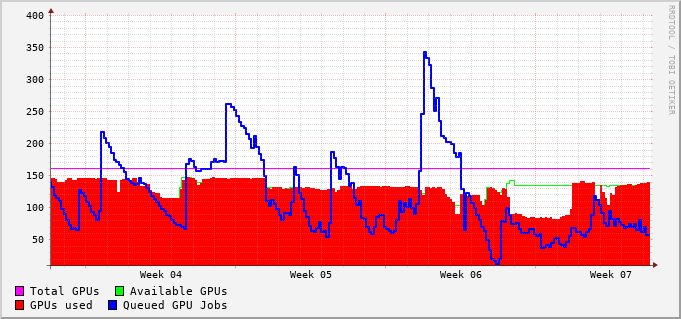 400
350
300
250
200
150
100
50
Week 04 Week 05 Week 06 Week 07
Total GPUs Available GPUs
GPUs used Queued GPU Jobs
RRDTOOL / TOBI OETIKER